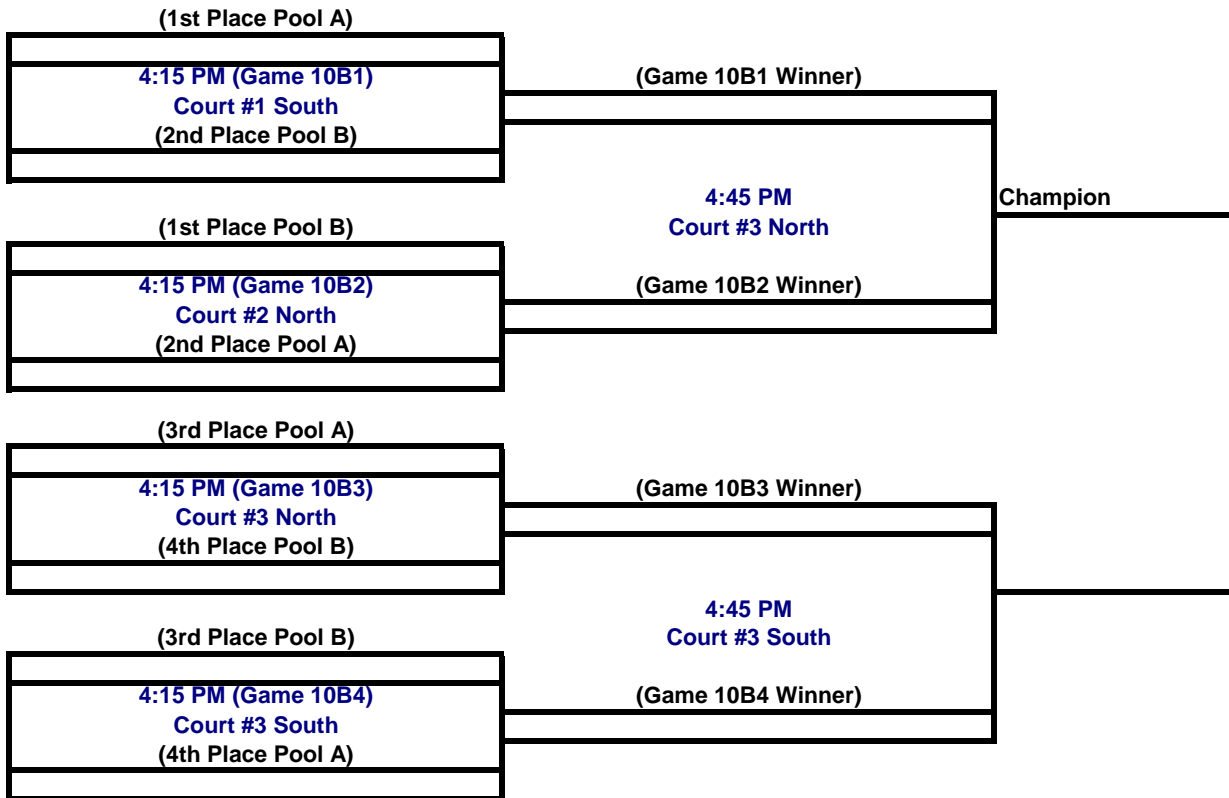 (1st Place Pool A)
4:15 PM (Game 10B1)
Court #1 South
(2nd Place Pool B)
(Game 10B1 Winner)
4:45 PM
Court #3 North
Champion
(1st Place Pool B)
4:15 PM (Game 10B2)
Court #2 North
(2nd Place Pool A)
(Game 10B2 Winner)
(3rd Place Pool A)
4:15 PM (Game 10B3)
Court #3 North
(4th Place Pool B)
(Game 10B3 Winner)
4:45 PM
Court #3 South
(3rd Place Pool B)
4:15 PM (Game 10B4)
Court #3 South
(4th Place Pool A)
(Game 10B4 Winner)